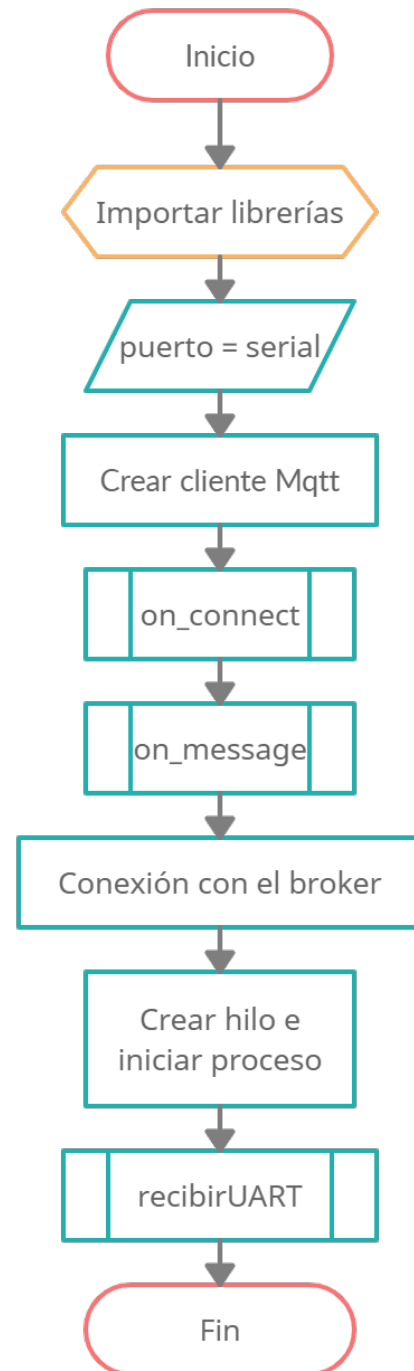 Inicio
Importar librerías
puerto = serial
Crear cliente Mqtt
on_connect
on_message
Conexión con el broker
Crear hilo e
iniciar proceso
recibirUART
Fin